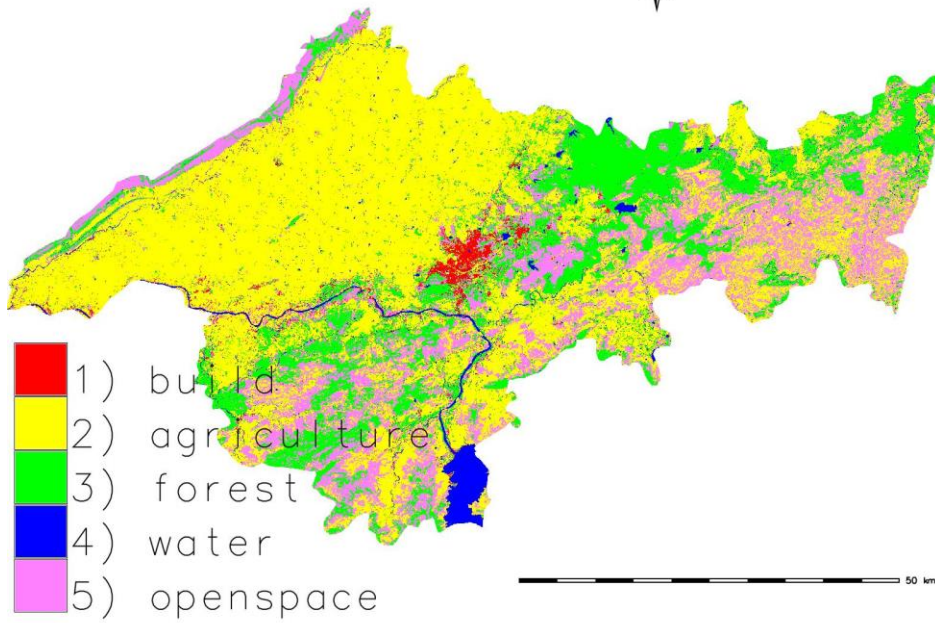 1) build
2) agriculture
3) forest
4) water
5) openspace
50 km